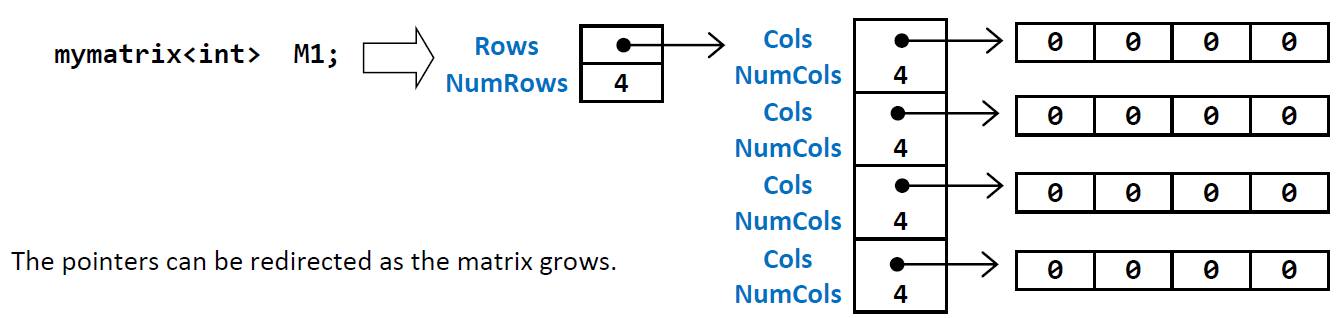 mymatrix<int> M1;
Rows
NumRows
4
Cols
NumCols
4
0 0 0 0
Cols
NumCols
4
0 0 0 0
Cols
NumCols
4
0 0 0 0
Cols
NumCols
4
0 0 0 0
The pointers can be redirected as the matrix grows.